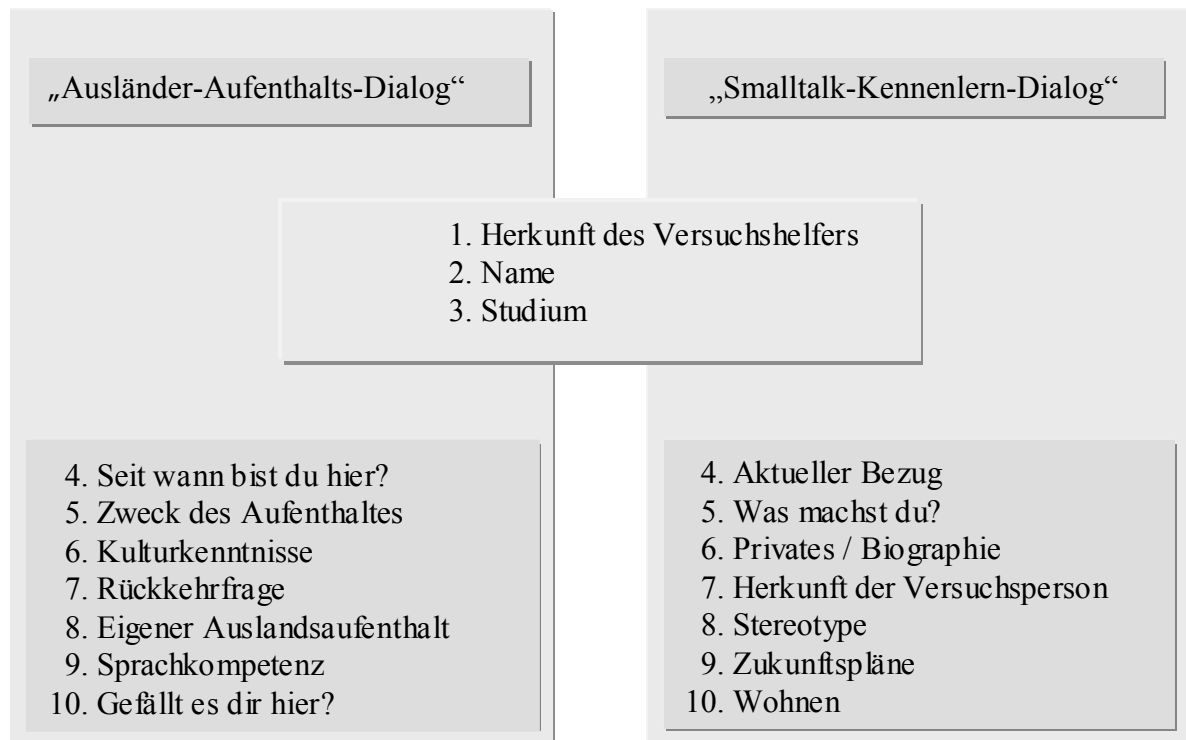 „Ausländer-Aufenthalts-Dialog“
„Smalltalk-Kennenlern-Dialog“
1. Herkunft des Versuchshelfers
2. Name
3. Studium
4. Seit wann bist du hier?
5. Zweck des Aufenthaltes
6. Kulturkenntnisse
7. Rückkehrfrage
8. Eigener Auslandsaufenthalt
9. Sprachkompetenz
10. Gefällt es dir hier?
4. Aktueller Bezug
5. Was machst du?
6. Privates / Biographie
7. Herkunft der Versuchsperson
8. Stereotype
9. Zukunftspläne
10. Wohnen